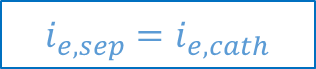 i_{e,sep} = i_{e,cath}